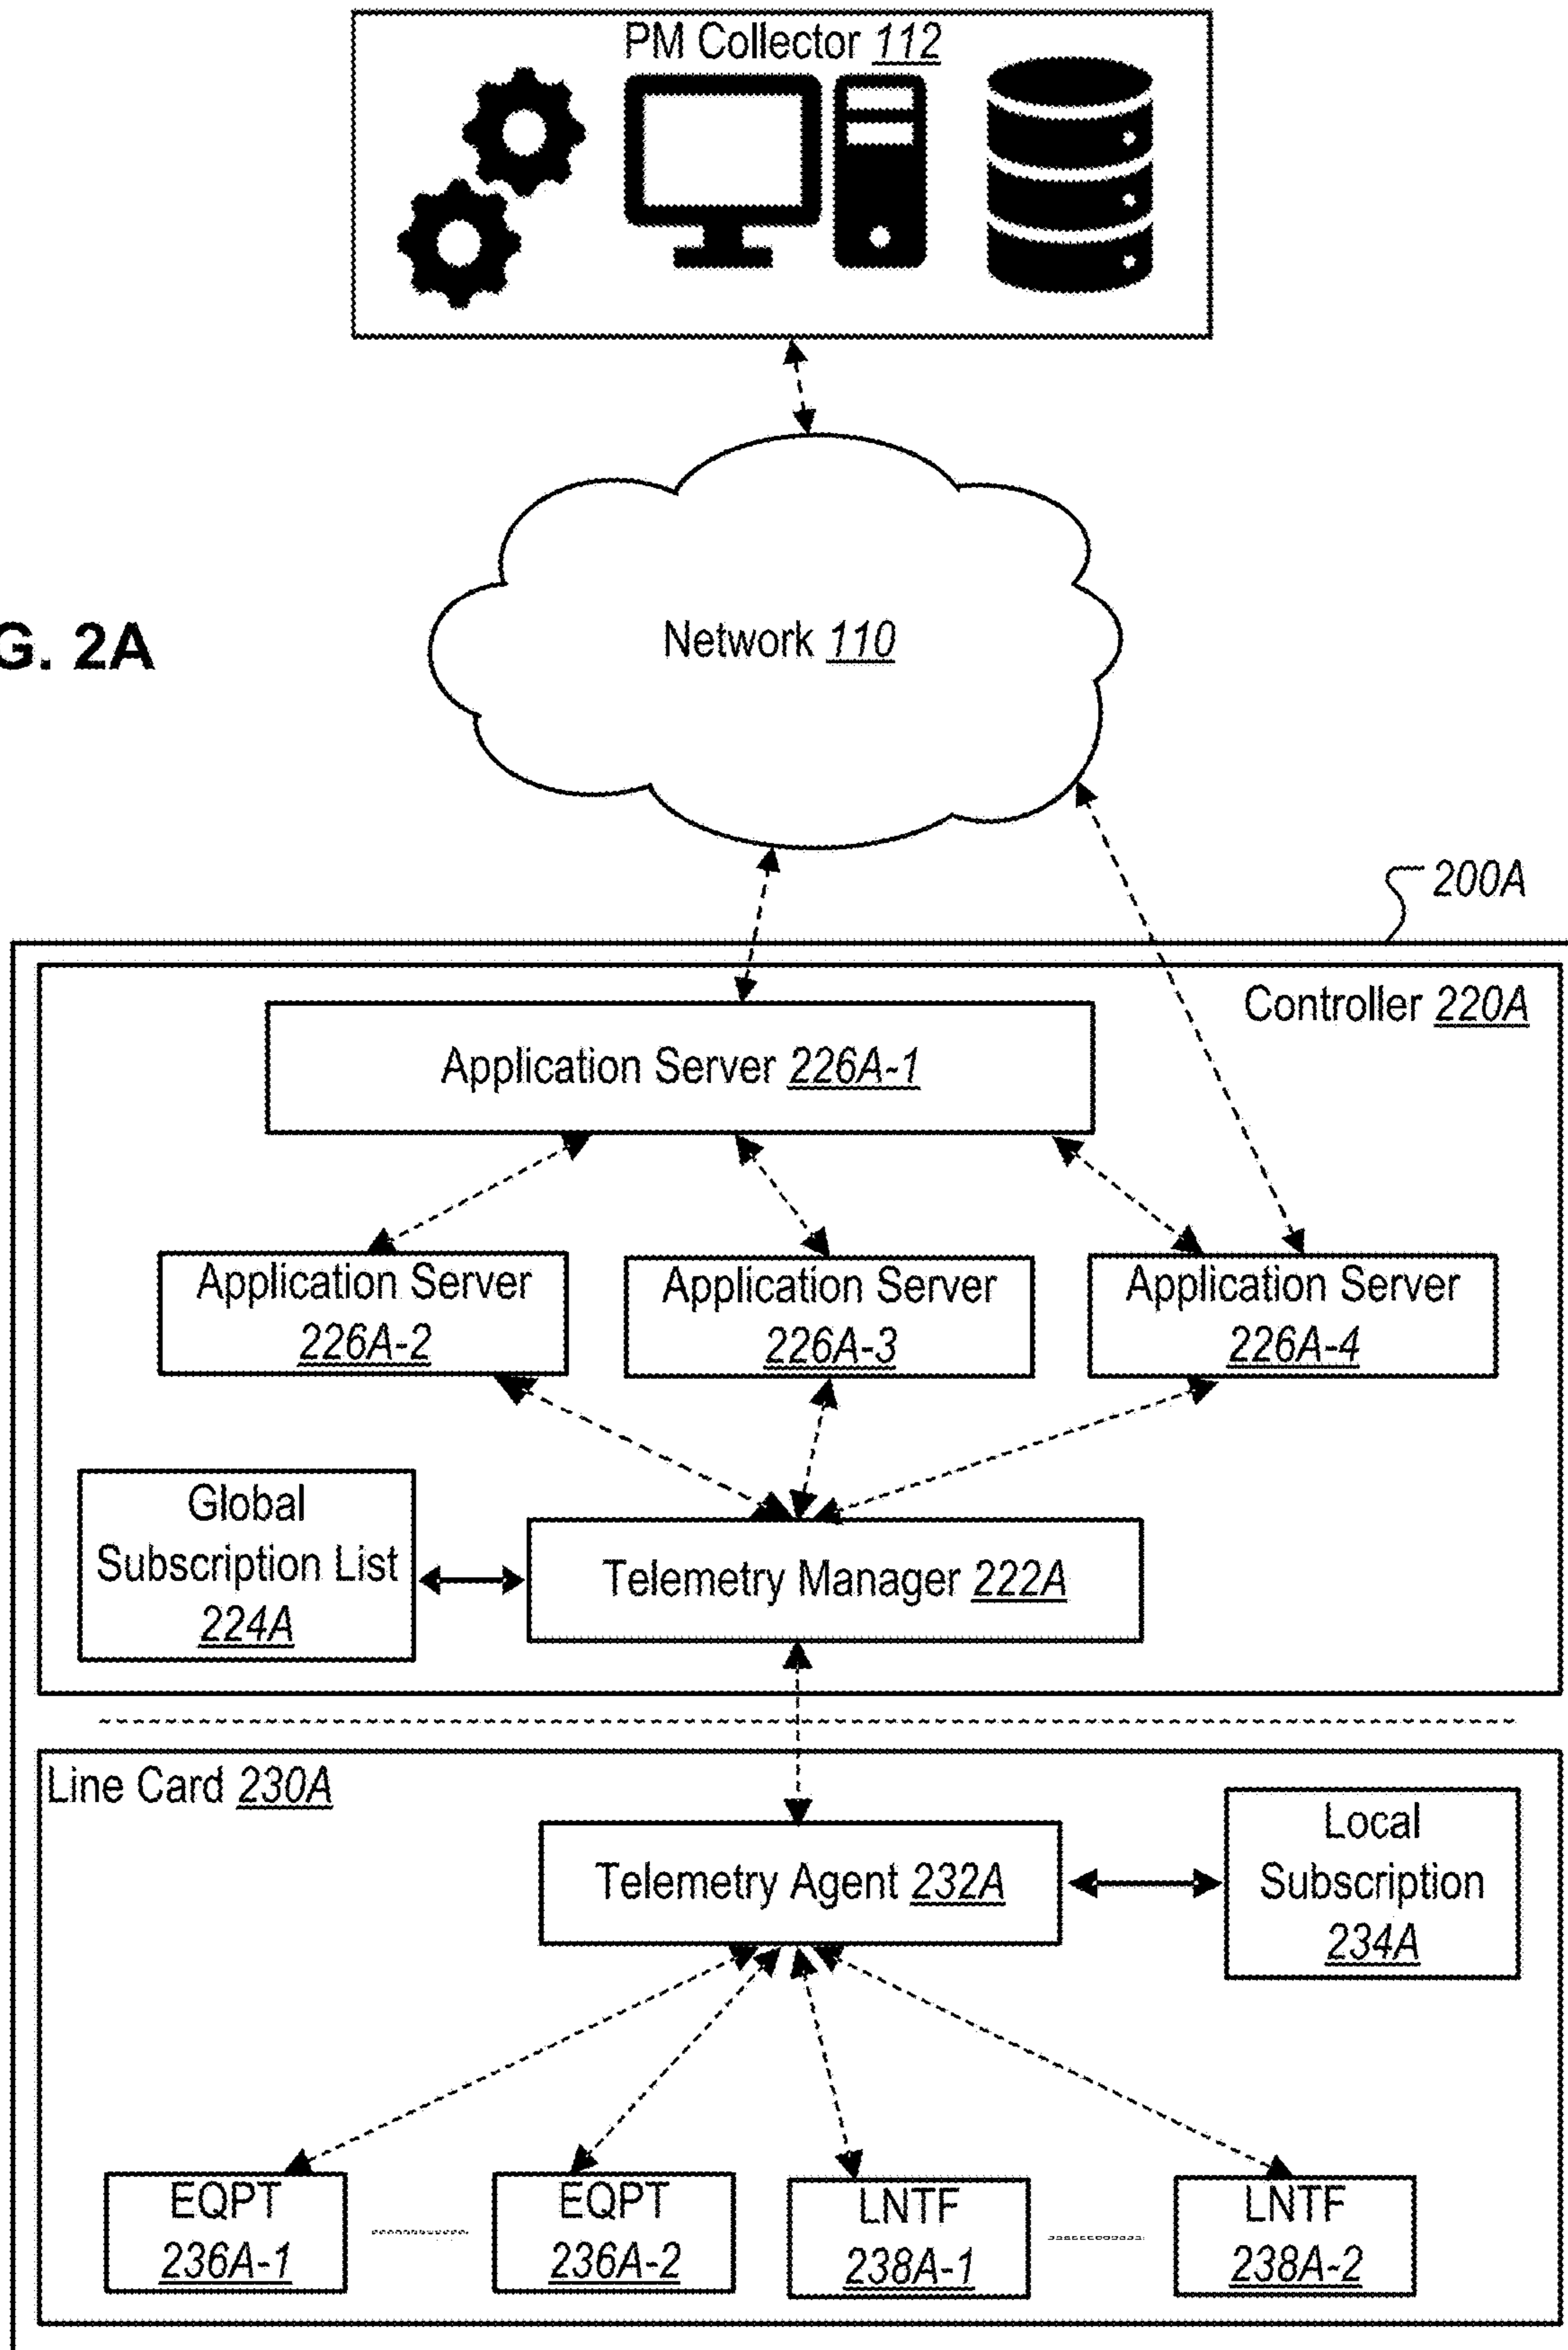 PM Collector 112
Network 110
G. 2A
200A
Controller 220A
Application Server 226A-1
Application Server
226A-2
Application Server
226A-3
Application Server
226A-4
Global
Subscription List
224A
Telemetry Manager 222A
Line Card 230A
Telemetry Agent 232A
Local
Subscription
234A
EQPT
236A-1
EQPT
236A-2
LNTF
238A-1
LNTF
238A-2